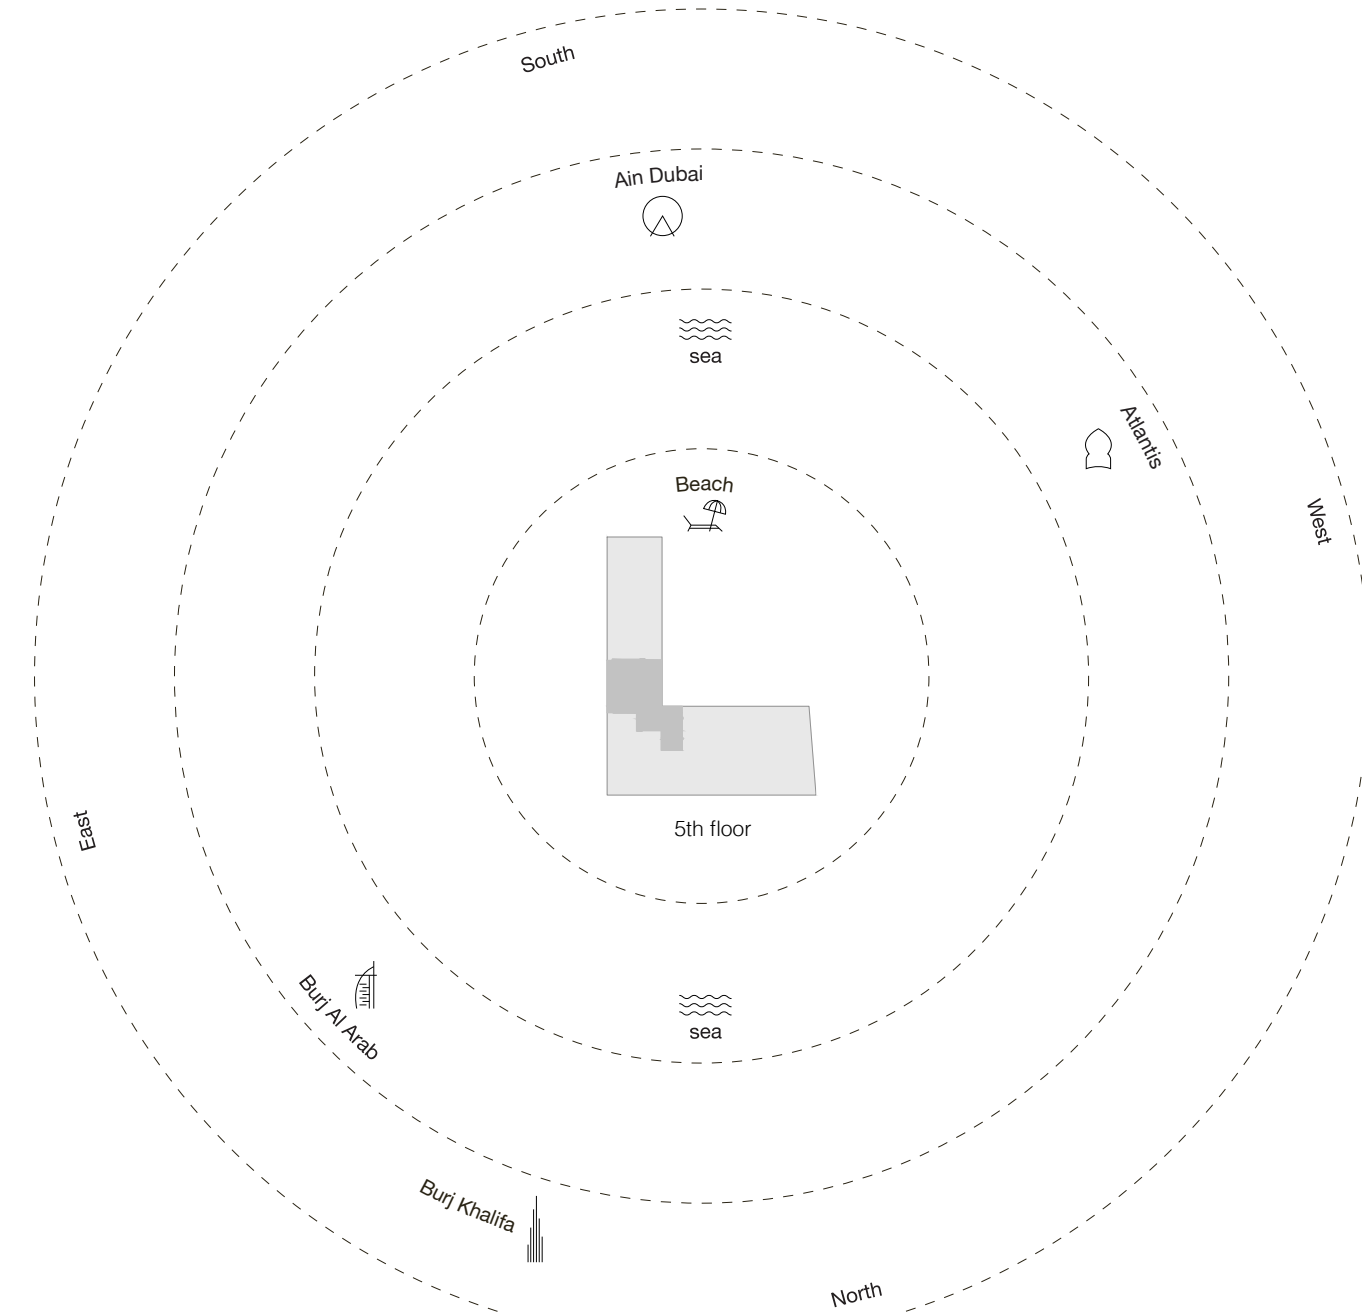 South
Ain Dubai
sea
Atlantis
Beach
West
East
5th floor
Burj Al Arab
sea
Burj Khalifa
North